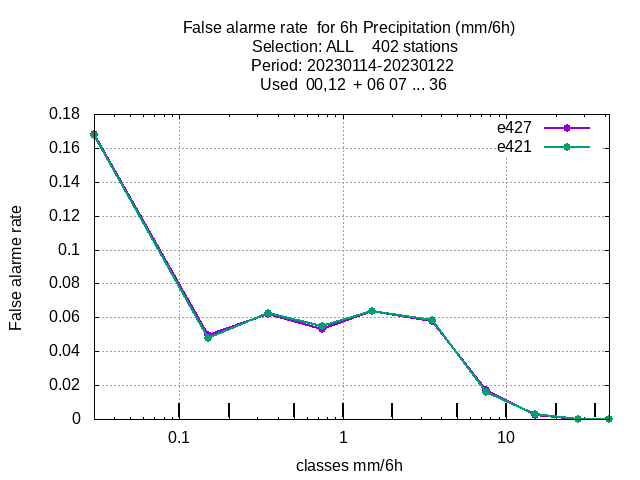 False alarme rate  for 6h Precipitation (mm/6h)
Selection: ALL    402 stations
Period: 20230114-20230122
Used  00,12  + 06 07 ... 36
0.18
0.16
0.14
0.12
0.1
0.08
0.06
0.04
0.02
0
False alarme rate
e427
e421
0.1
1
10
classes mm/6h